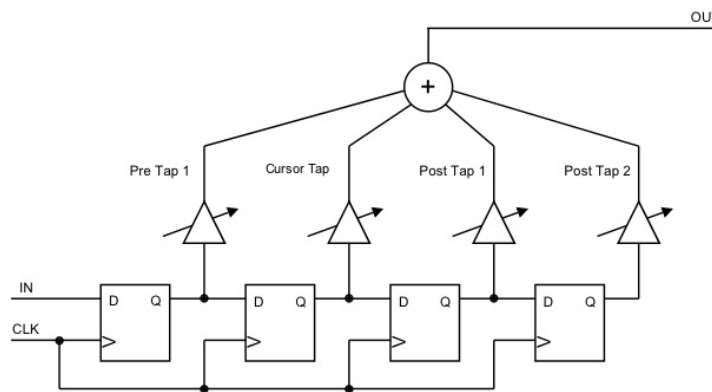 OU
+
Pre Tap 1
Cursor Tap
Post Tap 1
Post Tap 2
IN
D Q D Q D Q D Q
CLK